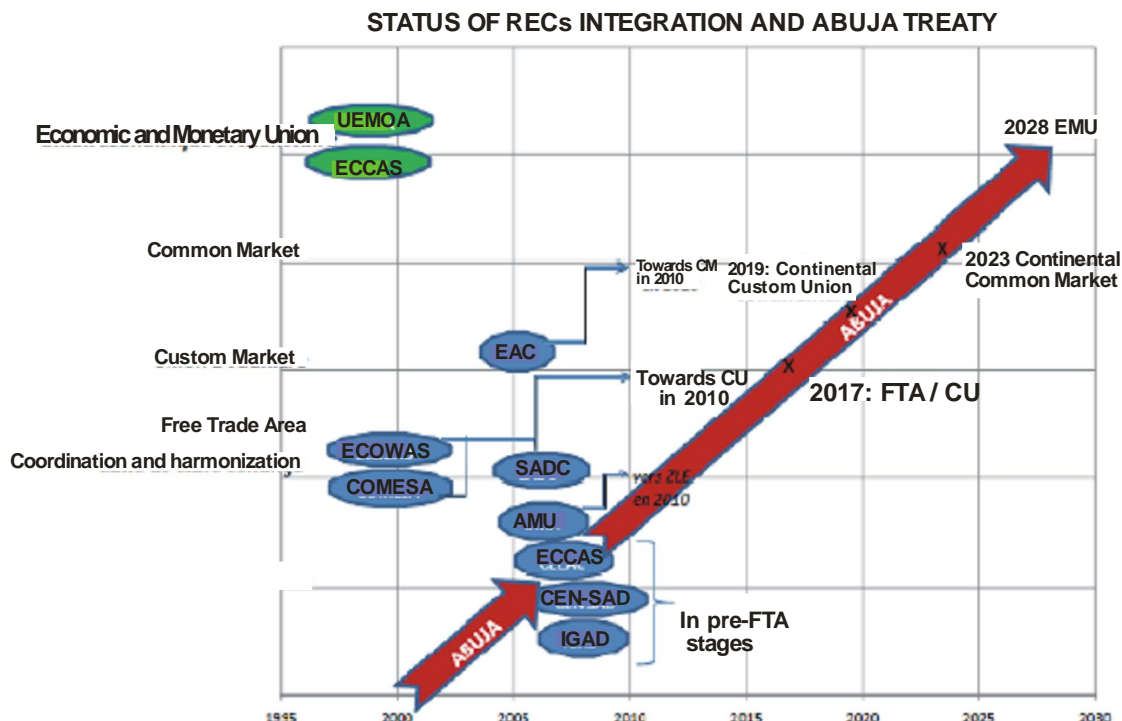 STATUS OF RECs INTEGRATION AND ABUJA TREATY
UEMOA
Economic and Monetary Union
2028 EMU
ECCAS
Common Market
Towards CM
in 2010
2019: Continental
Custom Union
2023 Continental
Common Market
ABUJA
EAC
Custom Market
Towards CU
in 2010
2017: FTA / CU
Free Trade Area
ECOWAS
Coordination and harmonization
SADC
COMESA
vers ZLE
en 2010
AMU
ECCAS
CEN-SAD
In pre-FTA
stages
IGAD
ABUJA
1995 2000 2005 2010 2015 2020 2025 2030